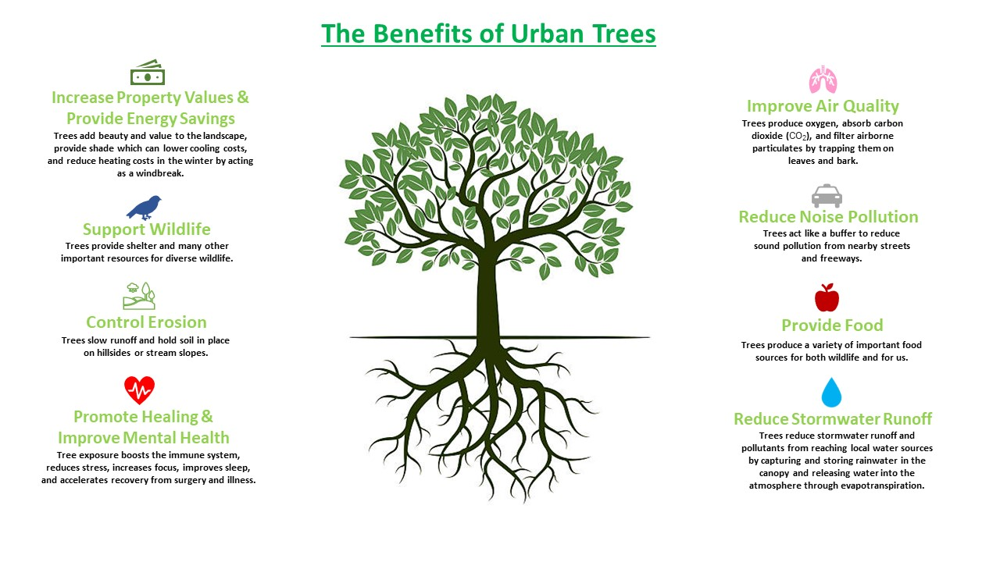 The Benefits of Urban Trees
Increase Property Values &
Provide Energy Savings
Trees add beauty and value to the landscape,
provide shade which can lower cooling costs,
and reduce heating costs in the winter by acting
as a windbreak.
Support Wildlife
Trees provide shelter and many other
important resources for diverse wildlife.
Control Erosion
Trees slow runoff and hold soil in place
on hillsides or stream slopes.
Promote Healing &
Improve Mental Health
Tree exposure boosts the immune system,
reduces stress, increases focus, improves sleep,
and accelerates recovery from surgery and illness.
Improve Air Quality
Trees produce oxygen, absorb carbon
dioxide (CO₂), and filter airborne
particulates by trapping them on
leaves and bark.
Reduce Noise Pollution
Trees act like a buffer to reduce
sound pollution from nearby streets
and freeways.
Provide Food
Trees produce a variety of important food
sources for both wildlife and for us.
Reduce Stormwater Runoff
Trees reduce stormwater runoff and
pollutants from reaching local water sources
by capturing and storing rainwater in the
canopy and releasing water into the
atmosphere through evapotranspiration.